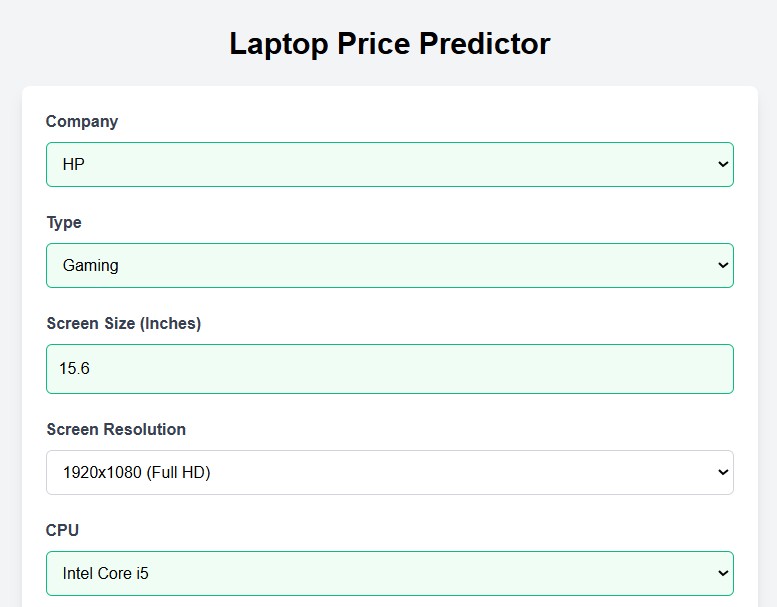 Laptop Price Predictor
Company
HP
Type
Gaming
Screen Size (Inches)
15.6
Screen Resolution
1920x1080 (Full HD)
CPU
Intel Core i5